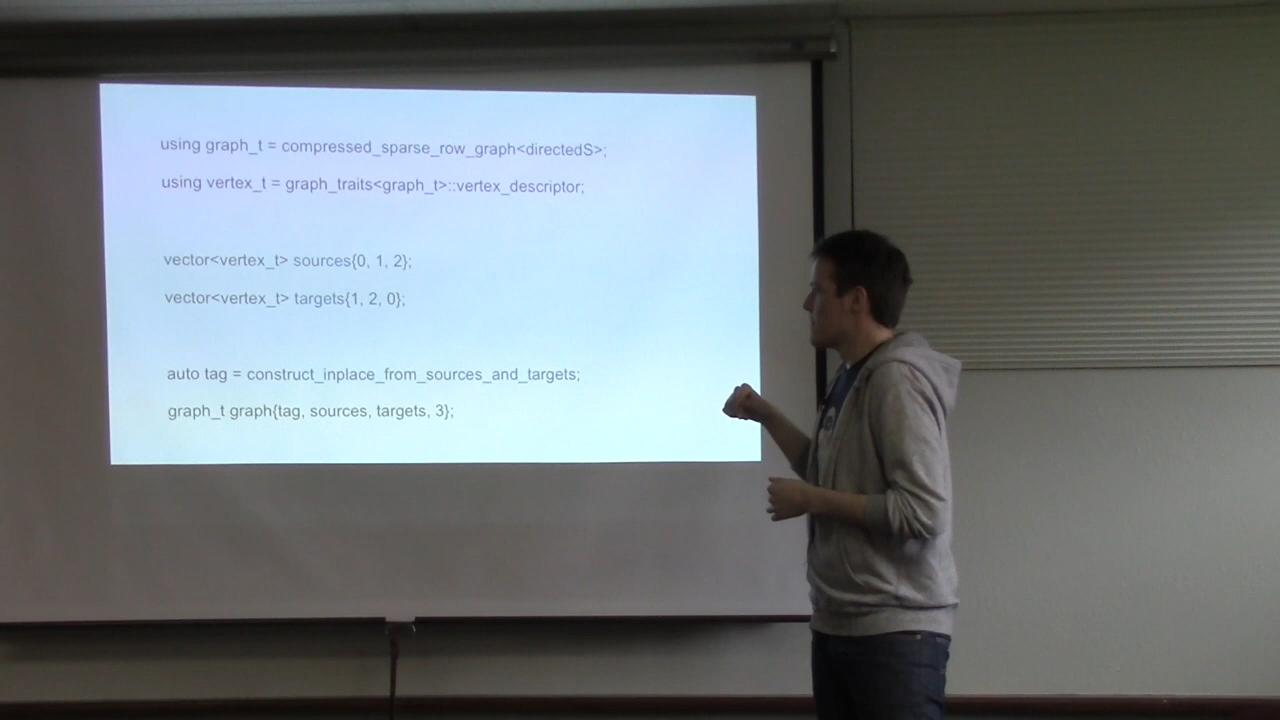 using graph_t = compressed_sparse_row_graph<directedS>;
using vertex_t = graph_traits<graph_t>::vertex_descriptor;
vector<vertex_t> sources{0, 1, 2};
vector<vertex_t> targets{1, 2, 0};
auto tag = construct_inplace_from_sources_and_targets;
graph_t graph{tag, sources, targets, 3};